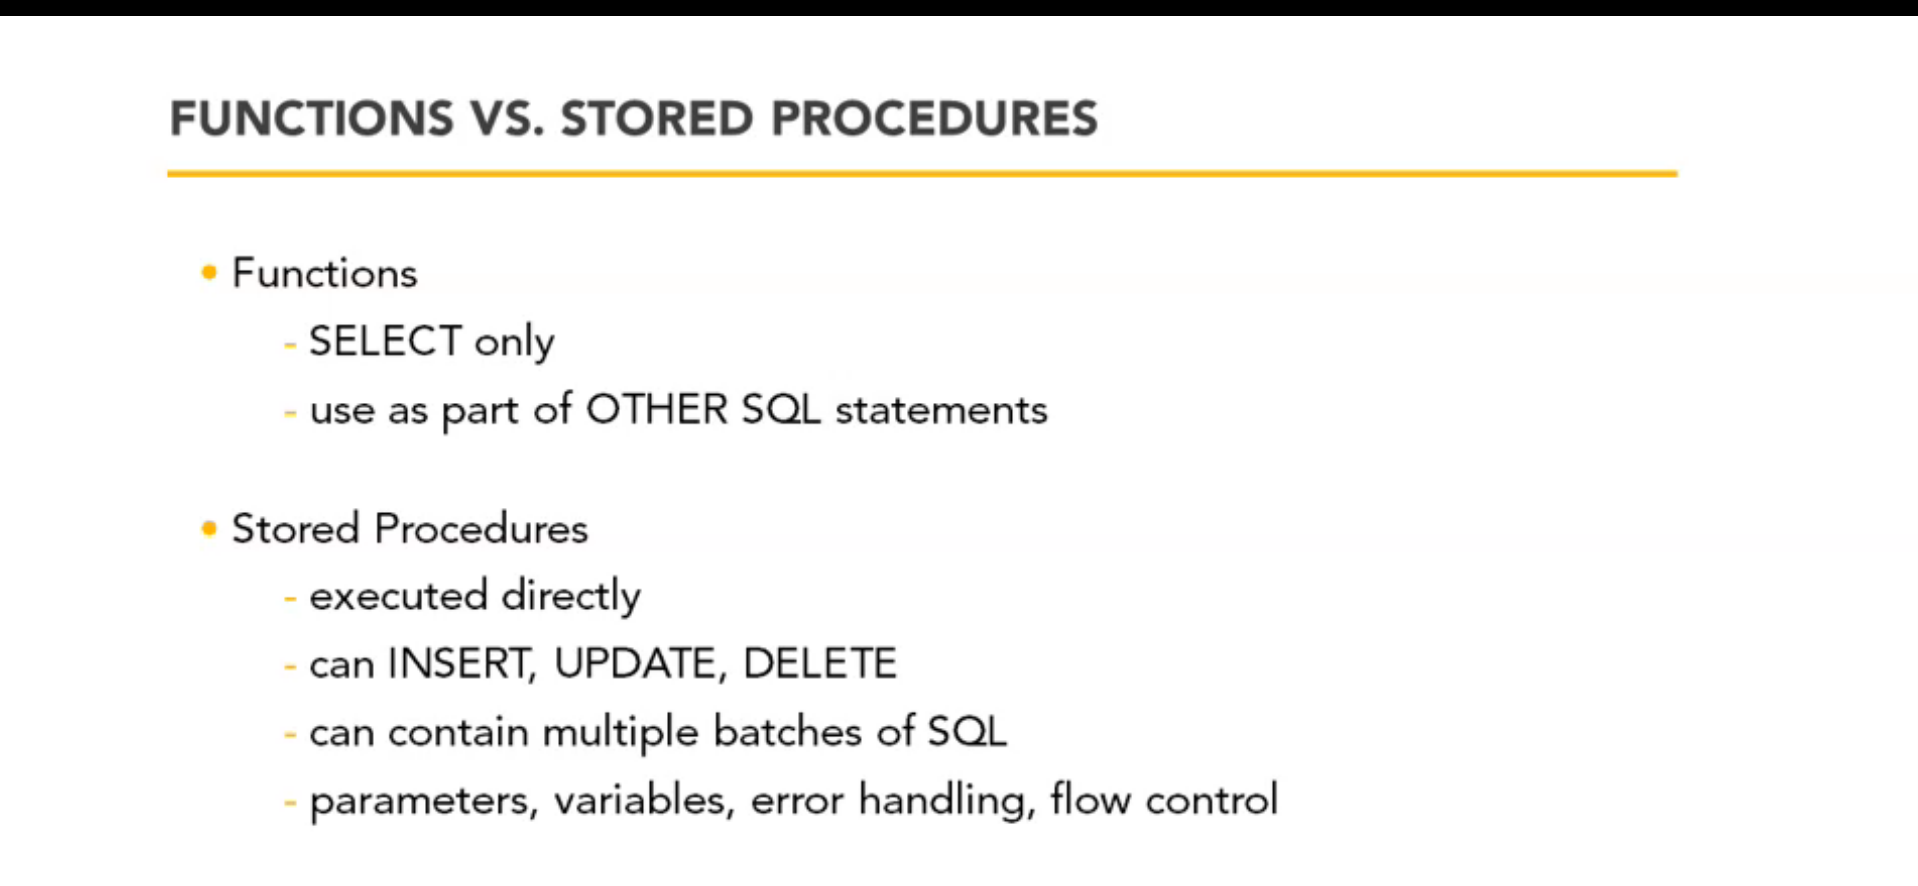 FUNCTIONS VS. STORED PROCEDURES
• Functions
- SELECT only
- use as part of OTHER SQL statements
• Stored Procedures
- executed directly
- can INSERT, UPDATE, DELETE
- can contain multiple batches of SQL
- parameters, variables, error handling, flow control